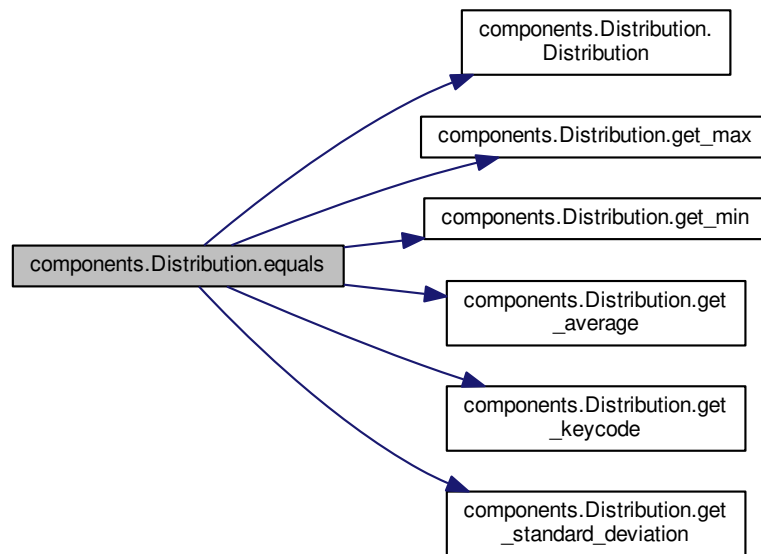 components.Distribution.
Distribution
components.Distribution.get_max
components.Distribution.get_min
components.Distribution.equals
components.Distribution.get
_average
components.Distribution.get
_keycode
components.Distribution.get
_standard_deviation